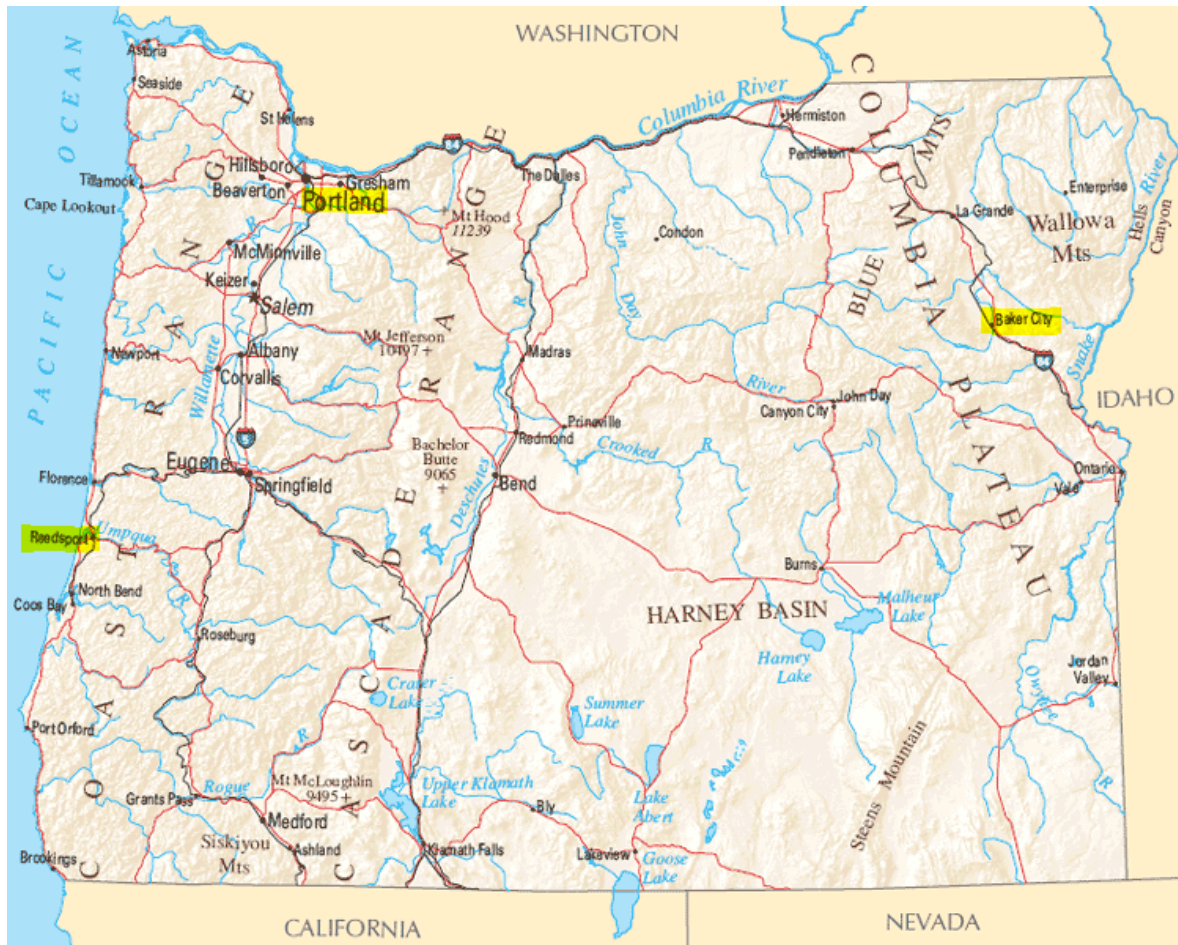 WASHINGTON
PACIFIC OCEAN
Astoria
Seaside
St Helens
Columbia River
Hermiston
Pendleton
Hillsboro
Beaverton
Gresham
Portland
The Dalles
Tillamook
Cape Lookout
Mt Hood
11239
McMinnville
Keizer
Salem
Condon
John
Day
La Grande
Enterprise
Wallowa
Mts
Hells
Canyon
Snake
River
BLUE
MTS
COLUMBIA PLATEAU
Baker City
84
84
IDAHO
Mt Jefferson
10497
Newport
Albany
Corvallis
Willamette
R
Madras
River
John Day
Canyon City
Prineville
Redmond
Crooked
R
Bachelor
Butte
9065
Deschutes
R
Bend
5
Eugene
Springfield
Florence
Ontario
Vale
Reedsport
Umpqua
R
North Bend
Coos Bay
Roseburg
Burns
HARNEY BASIN
Malheur
Lake
Harney
Lake
Jordan
Valley
Owyhee
R
COAST RANGE
CASCADE RANGE
Crater
Lake
Summer
Lake
Port Orford
Steens Mountain
Rogue
R
Mt McLoughlin
9495
Upper Klamath
Lake
Grants Pass
Medford
Siskiyou
Mts
Ashland
Bly
Lake
Abert
Brookings
Klamath Falls
Lakeview
Goose
Lake
CALIFORNIA
NEVADA